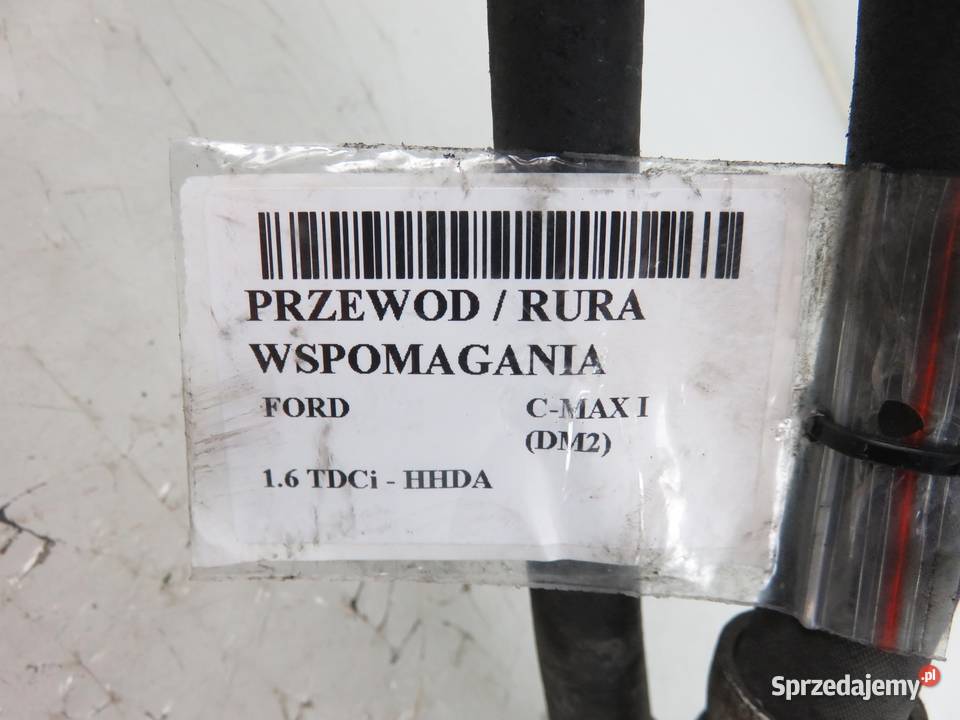 PRZEWOD / RURA
WSPOMAGANIA
FORD C-MAX I
(DM2)
1.6 TDCi - HHDA
Sprzedajemy.pl